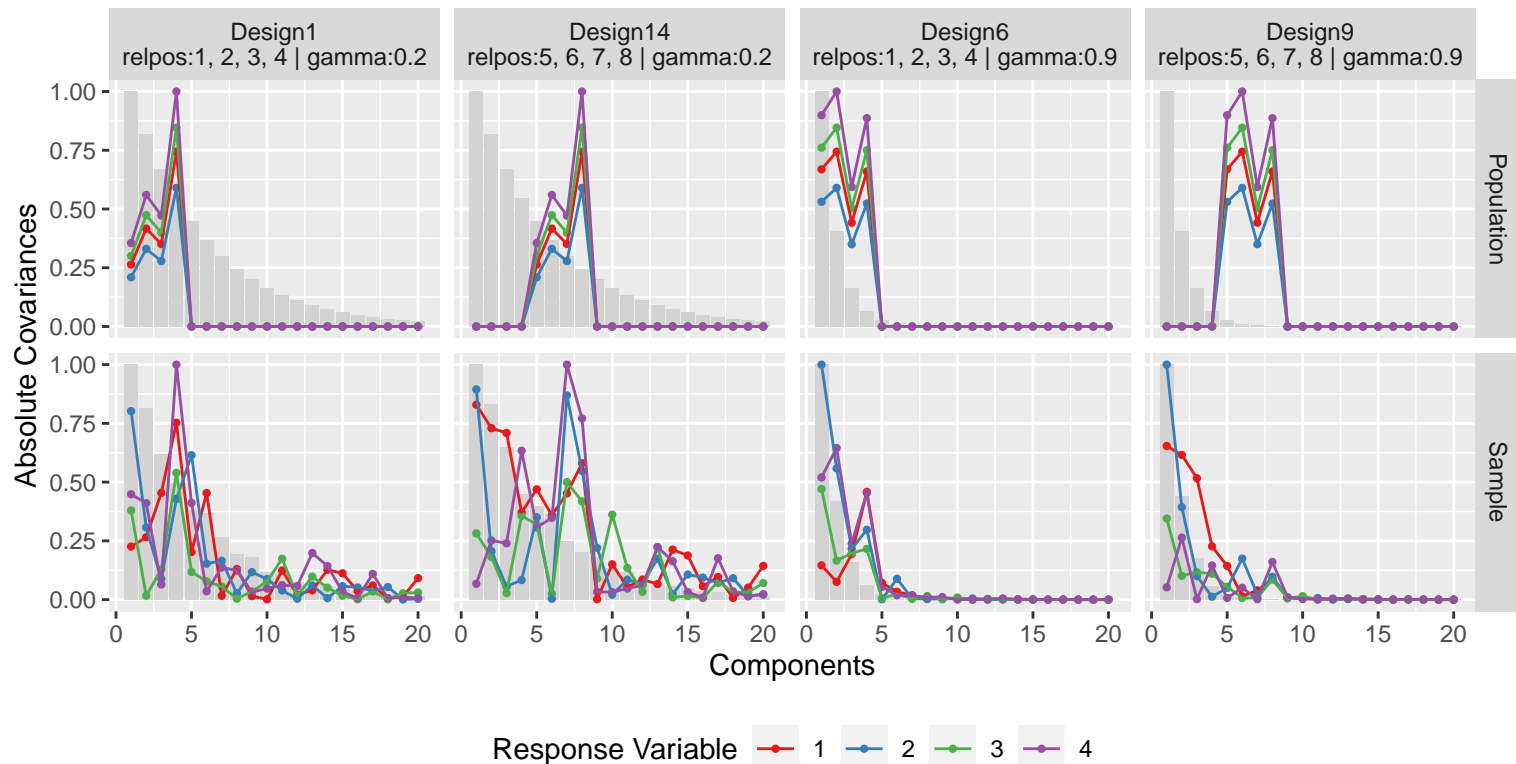 Design1
relpos:1, 2, 3, 4 | gamma:0.2
Design14
relpos:5, 6, 7, 8 | gamma:0.2
Design6
relpos:1, 2, 3, 4 | gamma:0.9
Design9
relpos:5, 6, 7, 8 | gamma:0.9
Absolute Covariances
1.00
0.75
0.50
0.25
0.00
Population
1.00
0.75
0.50
0.25
0.00
Sample
0 5 10 15 20
0 5 10 15 20
0 5 10 15 20
0 5 10 15 20
Components
Response Variable 1 2 3 4